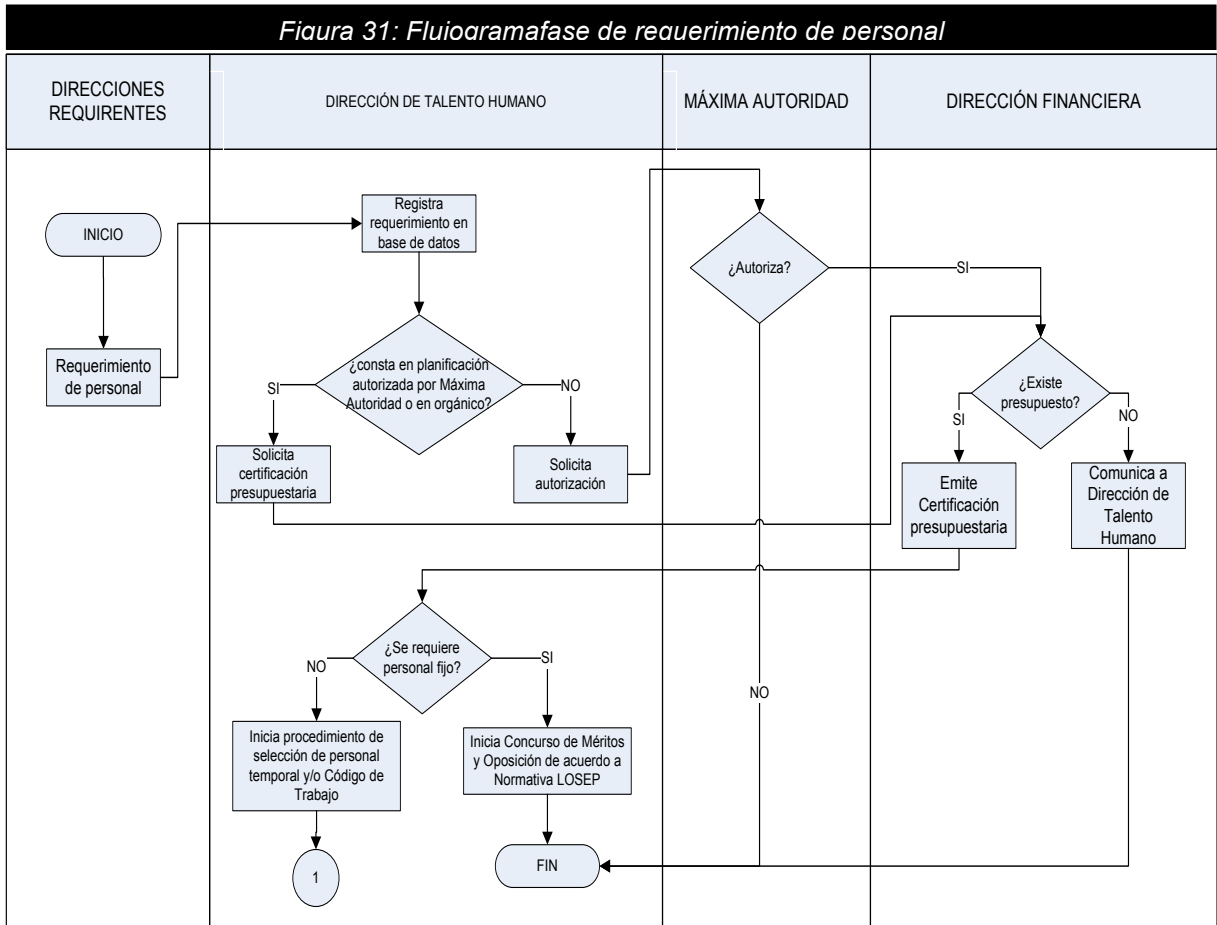 Figura 31: Flujogramafase de requerimiento de personal
DIRECCIONES
REQUIRENTES
DIRECCIÓN DE TALENTO HUMANO
MÁXIMA AUTORIDAD
DIRECCIÓN FINANCIERA
INICIO
Requerimiento
de personal
Registra
requerimiento en
base de datos
¿consta en planificación
autorizada por Máxima
Autoridad o en orgánico?
SI
NO
Solicita
certificación
presupuestaria
Solicita
autorización
¿Autoriza?
SI
NO
¿Existe
presupuesto?
SI
NO
Emite
Certificación
presupuestaria
Comunica a
Dirección de
Talento
Humano
¿Se requiere
personal fijo?
NO
SI
Inicia procedimiento de
selección de personal
temporal y/o Código de
Trabajo
Inicia Concurso de Méritos
y Oposición de acuerdo a
Normativa LOSEP
1
FIN